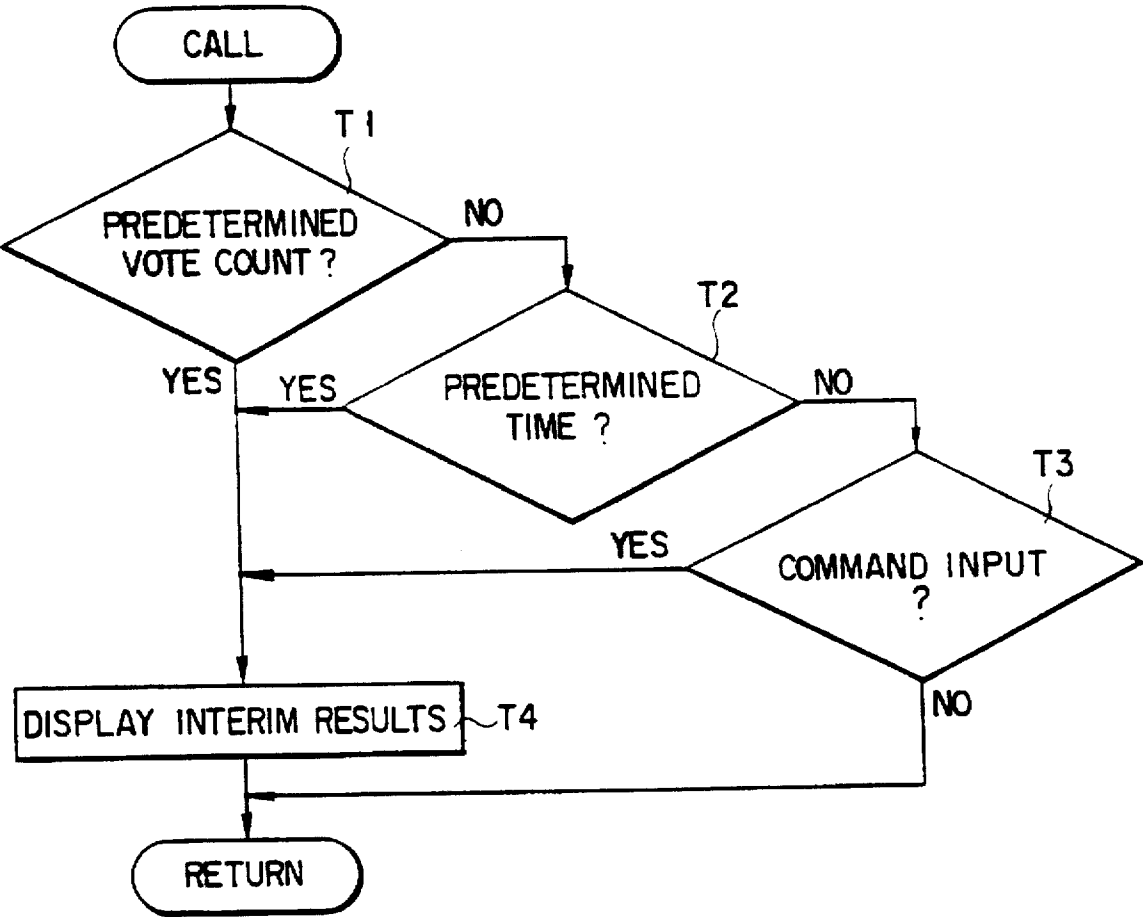 CALL
T1
PREDETERMINED
VOTE COUNT ?
NO
YES
T2
PREDETERMINED
TIME ?
YES
NO
T3
COMMAND INPUT
?
YES
NO
DISPLAY INTERIM RESULTS
T4
RETURN